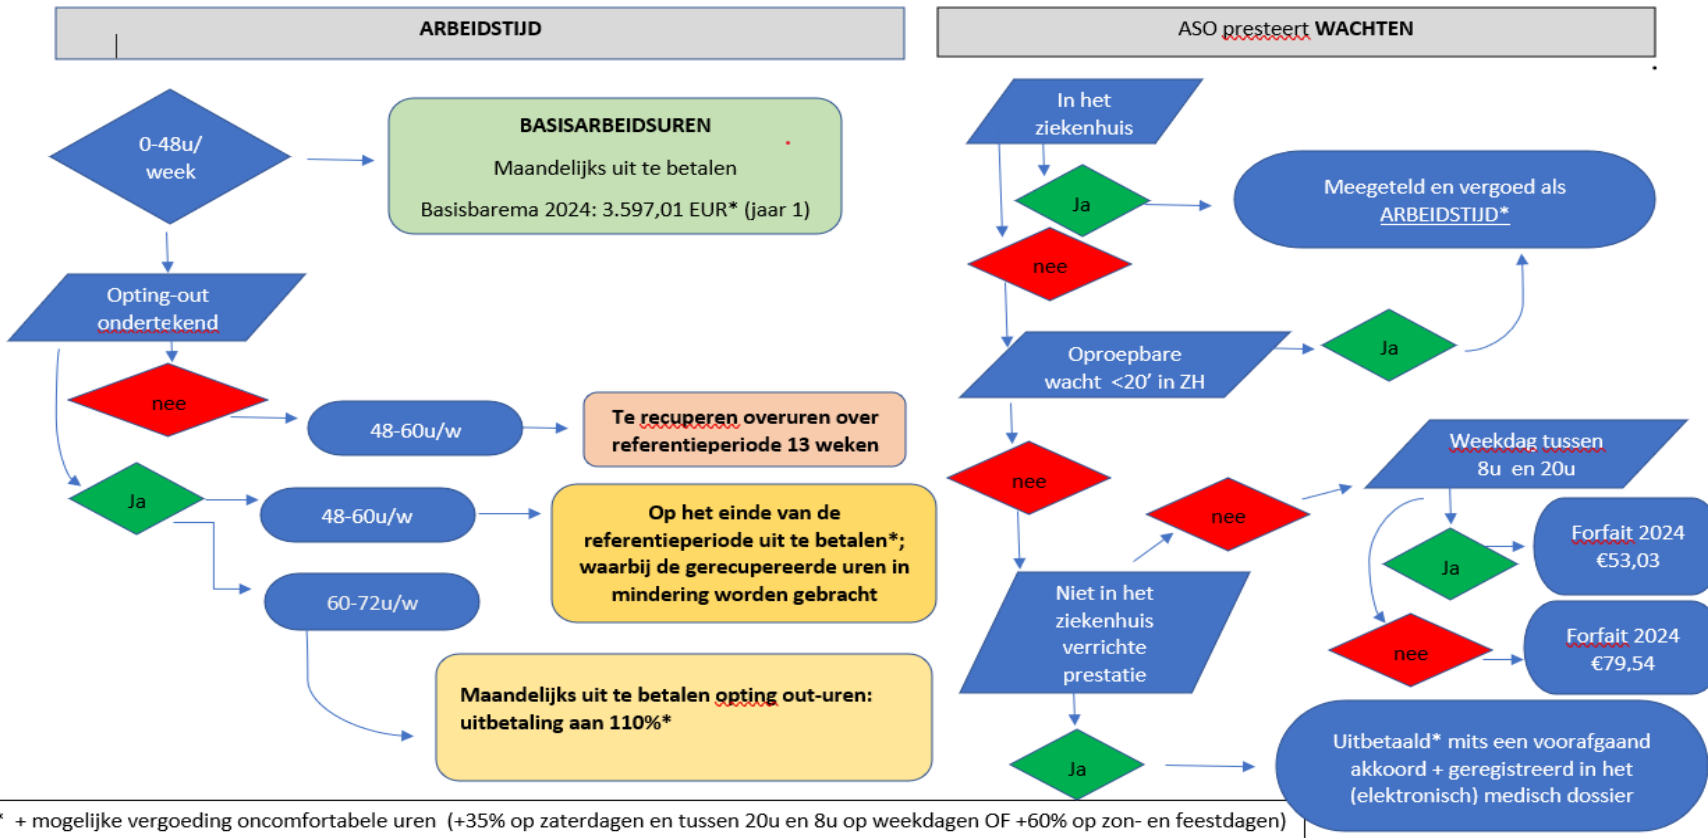 ARBEIDSTIJD
0-48u/
week
BASISARBEIDSUREN
Maandelijks uit te betalen
Basisbarema 2024: 3.597,01 EUR* (jaar 1)
Opting-out
ondertekend
nee
48-60u/w
Te recuperen overuren over
referentieperiode 13 weken
Ja
48-60u/w
Op het einde van de
referentieperiode uit te betalen*;
waarbij de gerecupereerde uren in
mindering worden gebracht
60-72u/w
Maandelijks uit te betalen opting out-uren:
uitbetaling aan 110%*
ASO presteert WACHTEN
In het
ziekenhuis
Ja
Meegeteld en vergoed als
ARBEIDSTIJD*
nee
Oproepbare
wacht <20' in ZH
Ja
nee
Niet in het
ziekenhuis
verrichte
prestatie
nee
Weekdag tussen
8u en 20u
Ja
Forfait 2024
€53,03
nee
Forfait 2024
€79,54
Ja
Uitbetaald* mits een voorafgaand
akkoord + geregistreerd in het
(elektronisch) medisch dossier
* + mogelijke vergoeding oncomfortabele uren (+35% op zaterdagen en tussen 20u en 8u op weekdagen OF +60% op zon- en feestdagen)